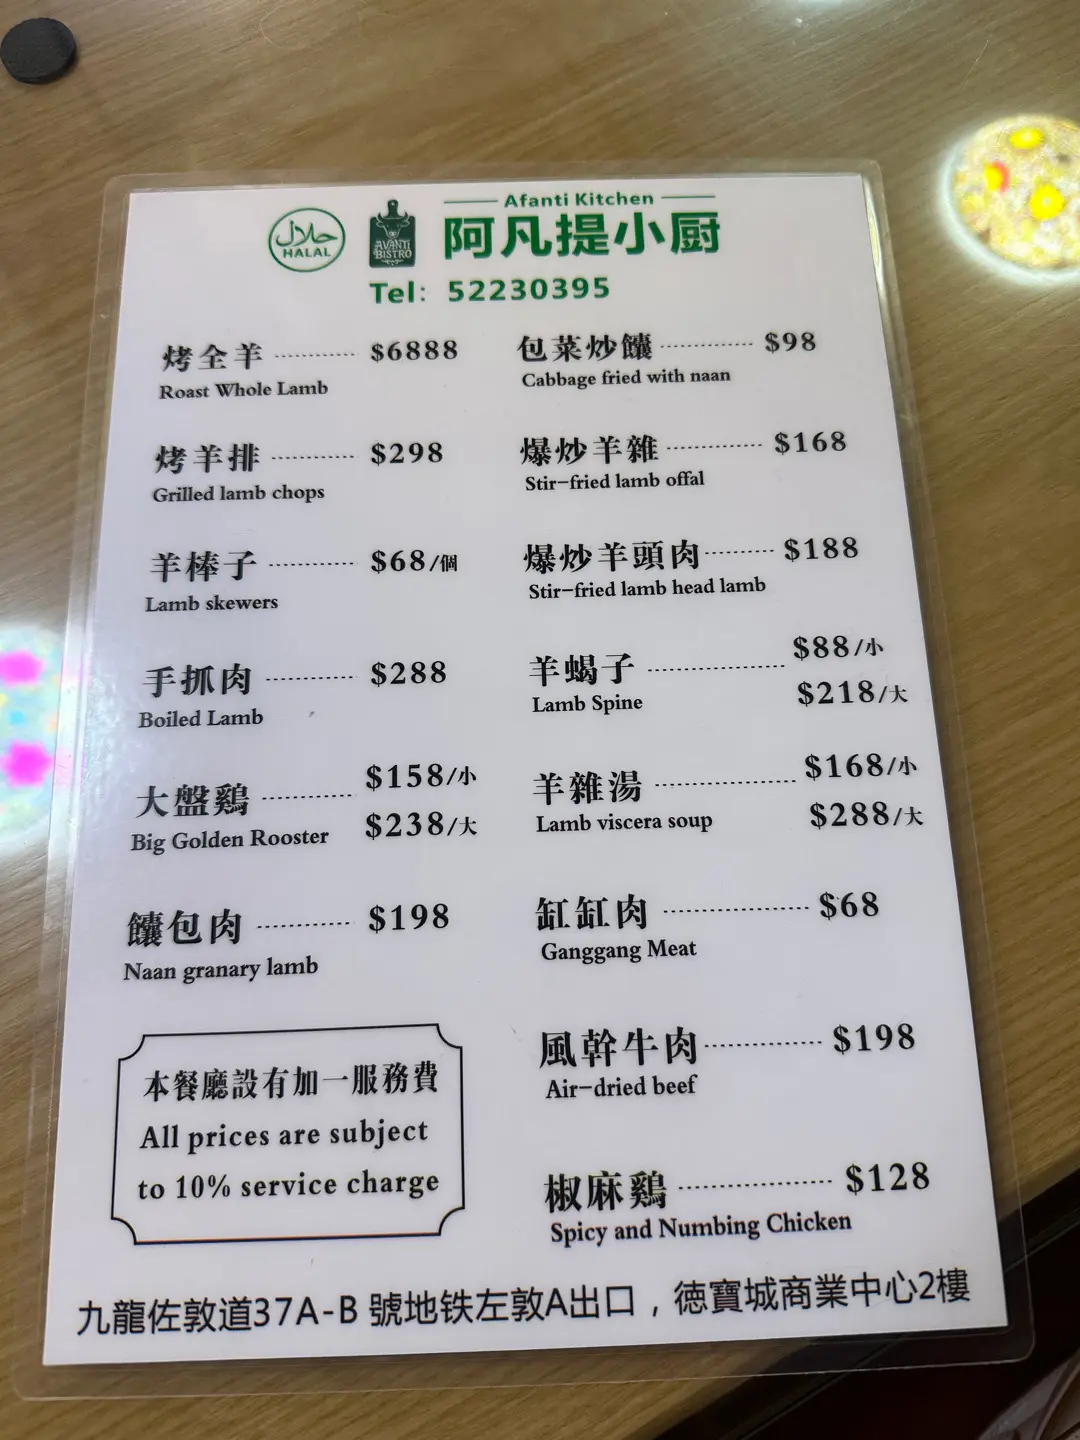 Afanti Kitchen
حلال
HALAL
AVANTI
BISTRO
阿凡提小厨
Tel: 52230395
烤全羊 $6888
Roast Whole Lamb
烤羊排 $298
Grilled lamb chops
羊棒子 $68/個
Lamb skewers
手抓肉 $288
Boiled Lamb
大盤鷄 $158/小
$238/大
Big Golden Rooster
饢包肉 $198
Naan granary lamb
包菜炒饢 $98
Cabbage fried with naan
爆炒羊雜 $168
Stir-fried lamb offal
爆炒羊頭肉 $188
Stir-fried lamb head lamb
羊蝎子 $88/小
$218/大
Lamb Spine
羊雜湯 $168/小
$288/大
Lamb viscera soup
缸缸肉 $68
Ganggang Meat
風幹牛肉 $198
Air-dried beef
椒麻鷄 $128
Spicy and Numbing Chicken
本餐廳設有加一服務費
All prices are subject
to 10% service charge
九龍佐敦道37A-B 號地铁左敦A出口，德寶城商業中心2樓